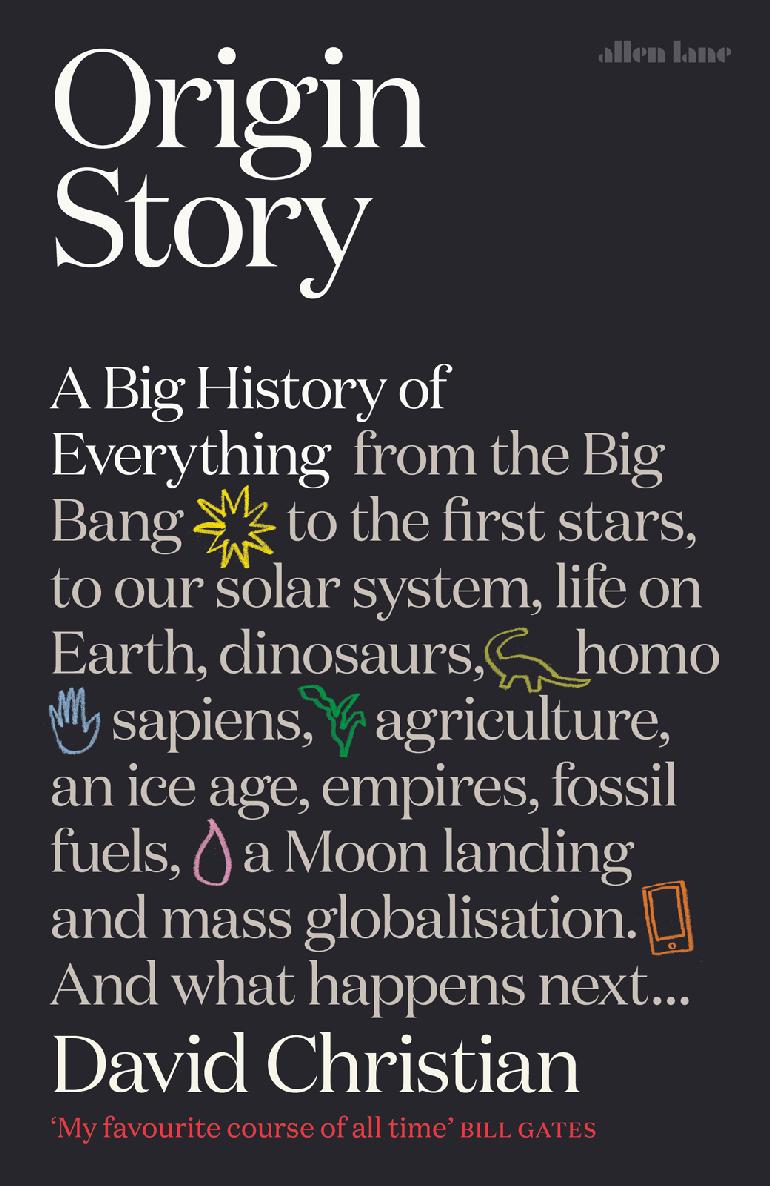 allen lane
Origin
Story
A Big History of
Everything from the Big
Bang to the first stars,
to our solar system, life on
Earth, dinosaurs, homo
sapiens, agriculture,
an ice age, empires, fossil
fuels, a Moon landing
and mass globalisation.
And what happens next...
David Christian
‘My favourite course of all time’ BILL GATES